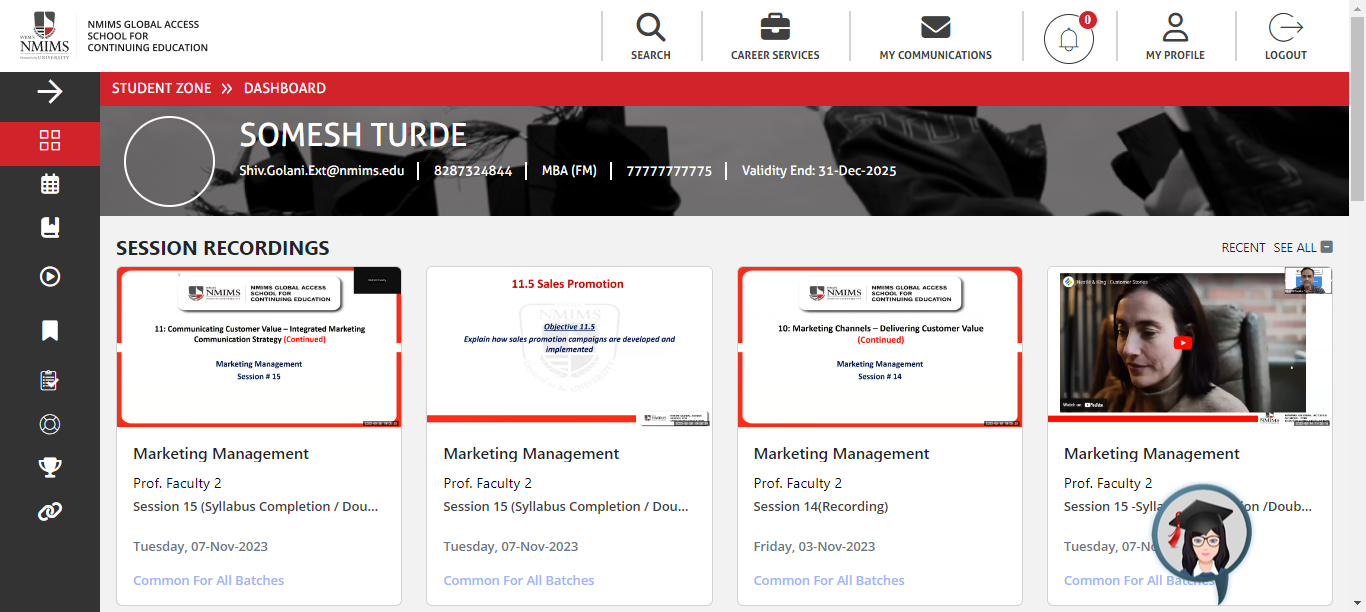 NMIMS GLOBAL ACCESS
SCHOOL FOR
CONTINUING EDUCATION
SVKM'S
NMIMS
SEARCH
CAREER SERVICES
MY COMMUNICATIONS
0
MY PROFILE
LOGOUT
STUDENT ZONE » DASHBOARD
SOMESH TURDE
Shiv.Golani.Ext@nmims.edu
8287324844
MBA (FM)
77777777775
Validity End: 31-Dec-2025
SESSION RECORDINGS
RECENT SEE ALL
NMIMS
NMIMS GLOBAL ACCESS
SCHOOL FOR
CONTINUING EDUCATION
11: Communicating Customer Value – Integrated Marketing
Communication Strategy (Continued)
Marketing Management
Session # 15
11.5 Sales Promotion
NMIMS
Objective 11.5
Explain how sales promotion campaigns are developed and
implemented
NMIMS
NMIMS GLOBAL ACCESS
SCHOOL FOR
CONTINUING EDUCATION
10: Marketing Channels – Delivering Customer Value
(Continued)
Marketing Management
Session # 14
Customer Stories
Watch on YouTube
NMIMS
Marketing Management
Prof. Faculty 2
Session 15 (Syllabus Completion / Dou...
Tuesday, 07-Nov-2023
Common For All Batches
Marketing Management
Prof. Faculty 2
Session 15 (Syllabus Completion / Dou...
Tuesday, 07-Nov-2023
Common For All Batches
Marketing Management
Prof. Faculty 2
Session 14(Recording)
Friday, 03-Nov-2023
Common For All Batches
Marketing Management
Prof. Faculty 2
Session 15 -Sylla on /Doub...
Tuesday, 07-N
Common For All Batches